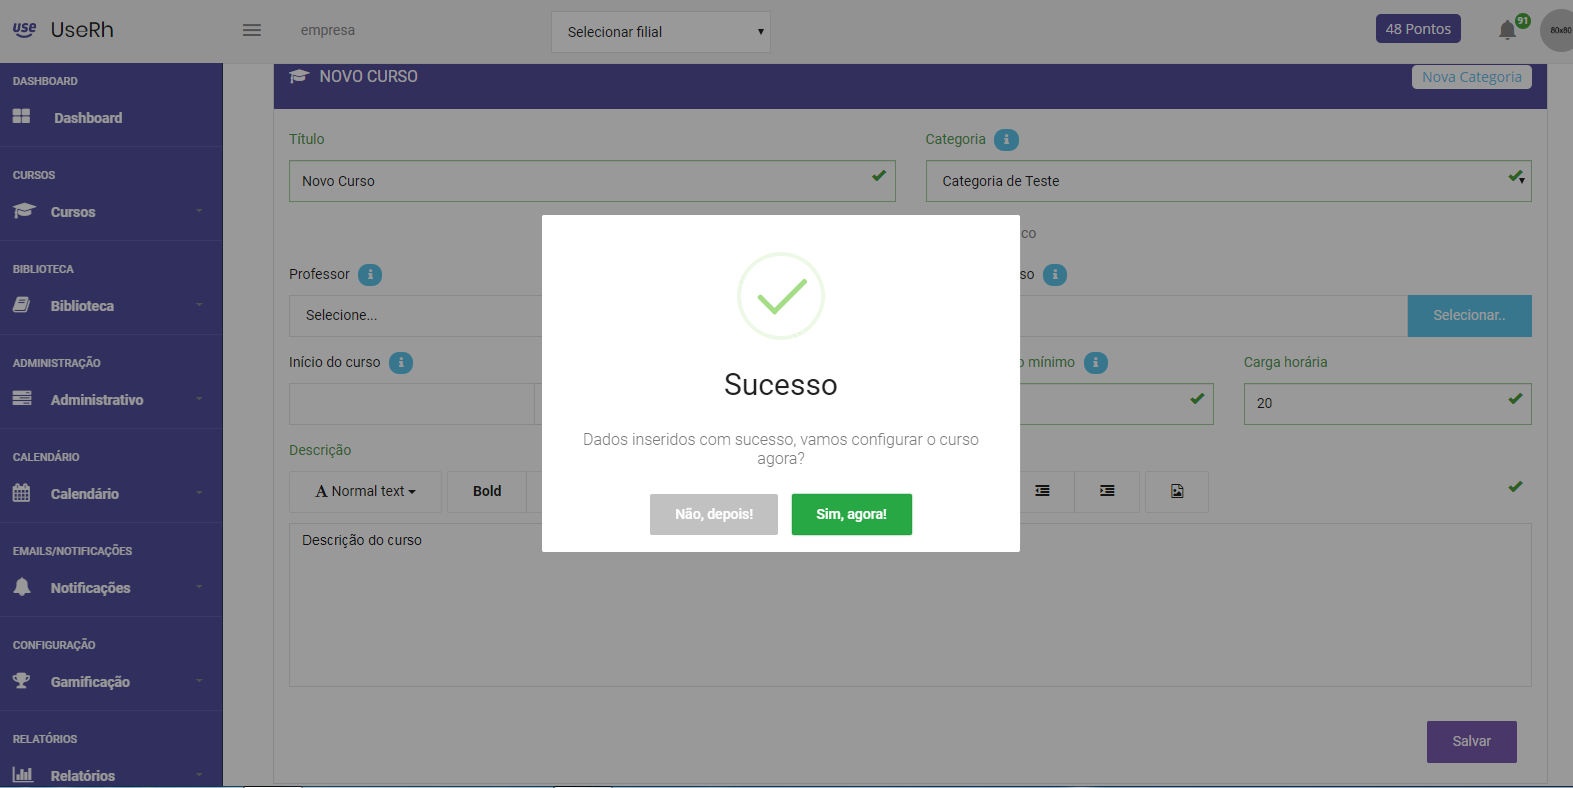 use UseRh
empresa
Selecionar filial
48 Pontos
91
80x80
DASHBOARD
Dashboard
CURSOS
Cursos
BIBLIOTECA
Biblioteca
ADMINISTRAÇÃO
Administrativo
CALENDÁRIO
Calendário
EMAILS/NOTIFICAÇÕES
Notificações
CONFIGURAÇÃO
Gamificação
RELATÓRIOS
Relatórios
NOVO CURSO
Nova Categoria
Título
Categoria
Novo Curso
Categoria de Teste
co
Professor
so
Selecione...
Selecionar..
Início do curso
o mínimo
Carga horária
20
Descrição
A Normal text
Bold
Descrição do curso
Salvar
Sucesso
Dados inseridos com sucesso, vamos configurar o curso
agora?
Não, depois!
Sim, agora!